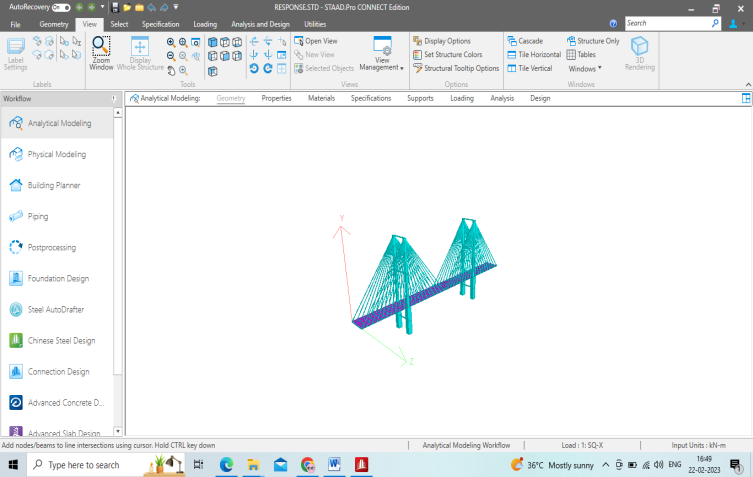 AutoRecovery On
RESPONSE.STD - STAAD.Pro CONNECT Edition
File Geometry View Select Specification Loading Analysis and Design Utilities
Search
Label Settings
Labels
Zoom Window
Display Whole Structure
Tools
Open View
New View
Selected Objects
View Management
Views
Display Options
Set Structure Colors
Structural Tooltip Options
Options
Cascade
Tile Horizontal
Tile Vertical
Structure Only
Tables
Windows
3D Rendering
Windows
Workflow
Analytical Modeling: Geometry Properties Materials Specifications Supports Loading Analysis Design
Analytical Modeling
Physical Modeling
Building Planner
Piping
Postprocessing
Foundation Design
Steel AutoDrafter
Chinese Steel Design
Connection Design
Advanced Concrete D...
Advanced Slab Design
Y
Z
Add nodes/beams to line intersections using cursor. Hold CTRL key down
Analytical Modeling Workflow
Load : 1: SQ-X
Input Units : kN-m
Type here to search
36°C Mostly sunny
ENG
16:49
22-02-2023